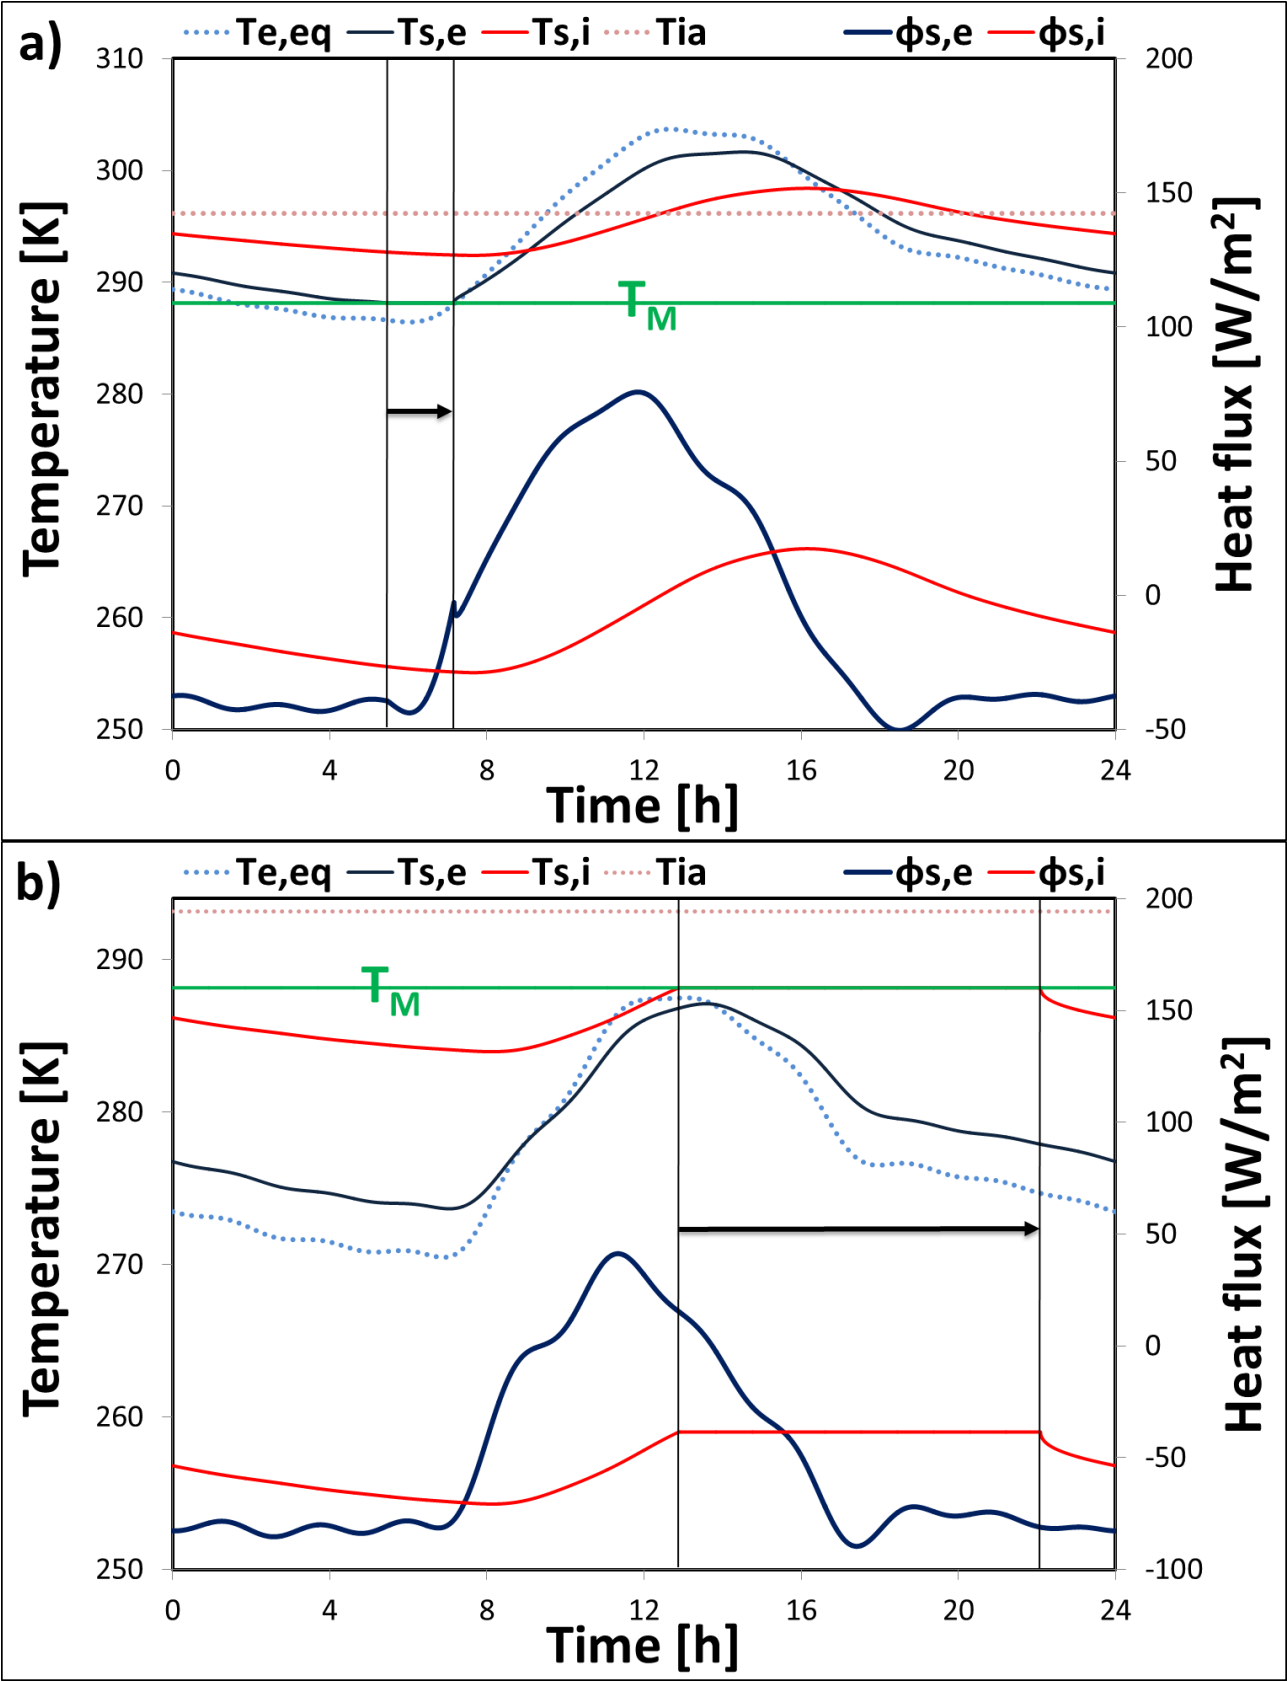 a)
Te,eq Ts,e Ts,i Tia ϕs,e ϕs,i
Temperature [K]
310
300
290
280
270
260
250
T_M
200
150
100
50
0
-50
Heat flux [W/m²]
0 4 8 12 16 20 24
Time [h]
b)
Te,eq Ts,e Ts,i Tia ϕs,e ϕs,i
Temperature [K]
290
280
270
260
250
T_M
200
150
100
50
0
-50
-100
Heat flux [W/m²]
0 4 8 12 16 20 24
Time [h]